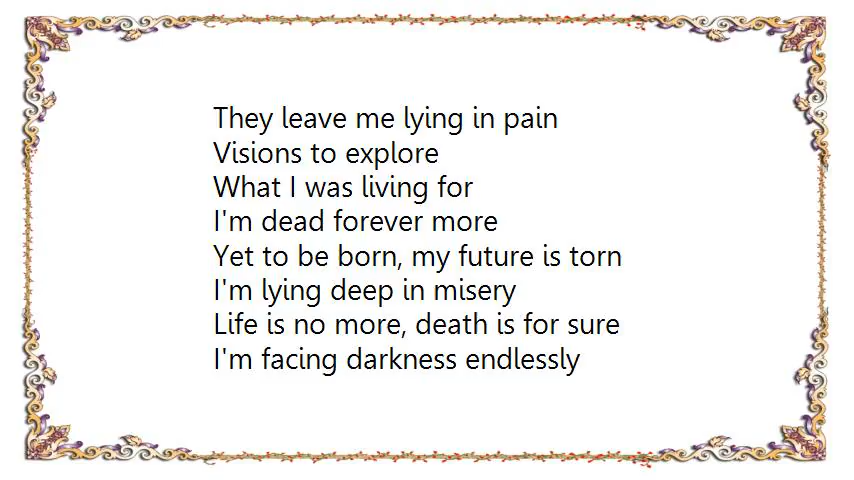 They leave me lying in pain
Visions to explore
What I was living for
I'm dead forever more
Yet to be born, my future is torn
I'm lying deep in misery
Life is no more, death is for sure
I'm facing darkness endlessly